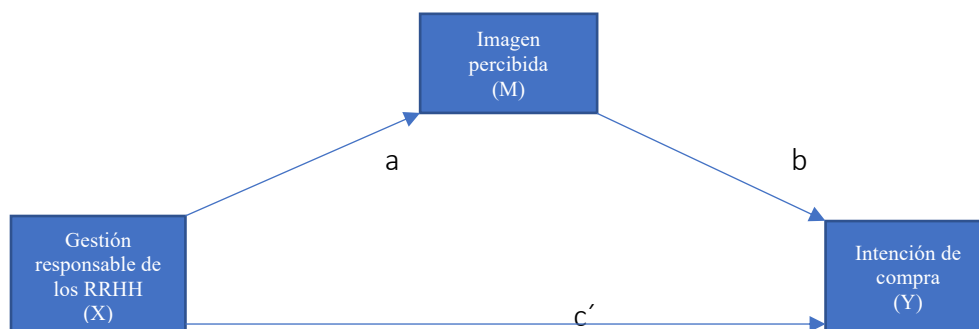 Imagen
percibida
(M)
a
b
Gestión
responsable de
los RRHH
(X)
Intención de
compra
(Y)
c´